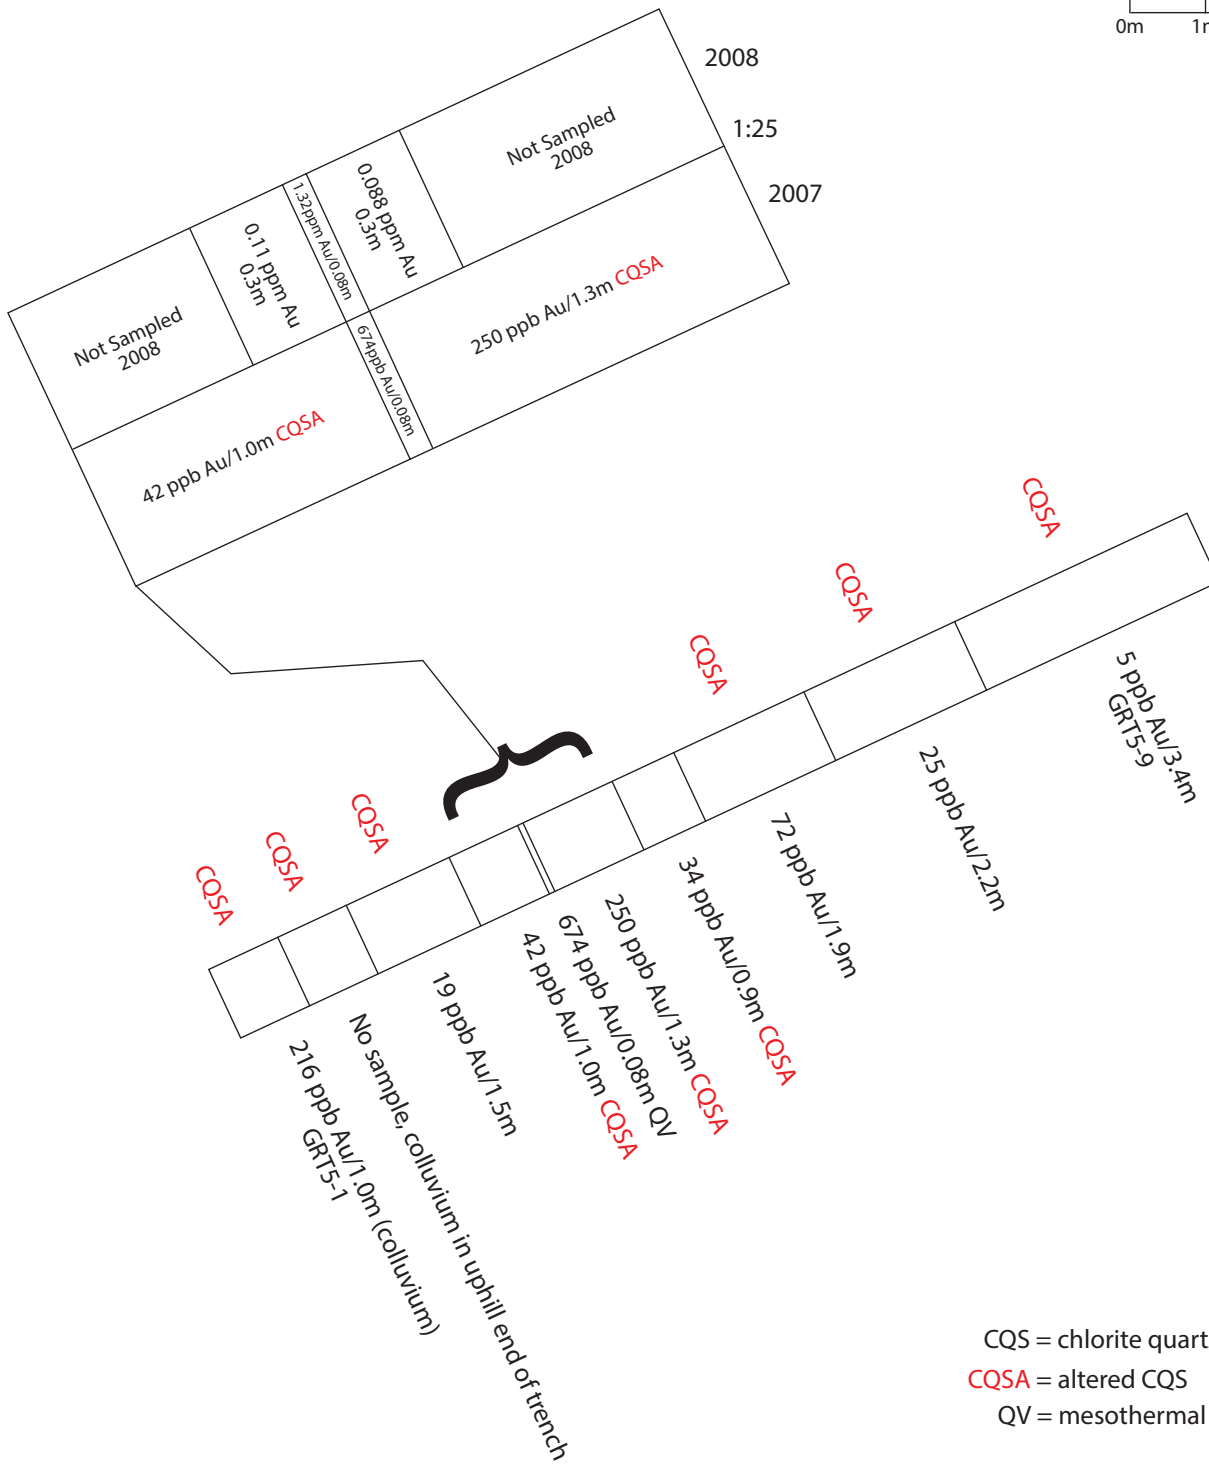 0m
1m
2008
1:25
2007
Not Sampled
2008
0.11 ppm Au
0.3m
1.32ppm Au/0.08m
0.088 ppm Au
0.3m
Not Sampled
2008
42 ppb Au/1.0m CQSA
674ppb Au/0.08m
250 ppb Au/1.3m CQSA
CQSA
CQSA
CQSA
CQSA
CQSA
CQSA
216 ppb Au/1.0m (colluvium)
GRT5-1
No sample, colluvium in uphill end of trench
19 ppb Au/1.5m
42 ppb Au/1.0m CQSA
674 ppb Au/0.08m QV
250 ppb Au/1.3m CQSA
34 ppb Au/0.9m CQSA
72 ppb Au/1.9m
25 ppb Au/2.2m
5 ppb Au/3.4m
GRT5-9
CQS = chlorite quart
CQSA = altered CQS
QV = mesothermal